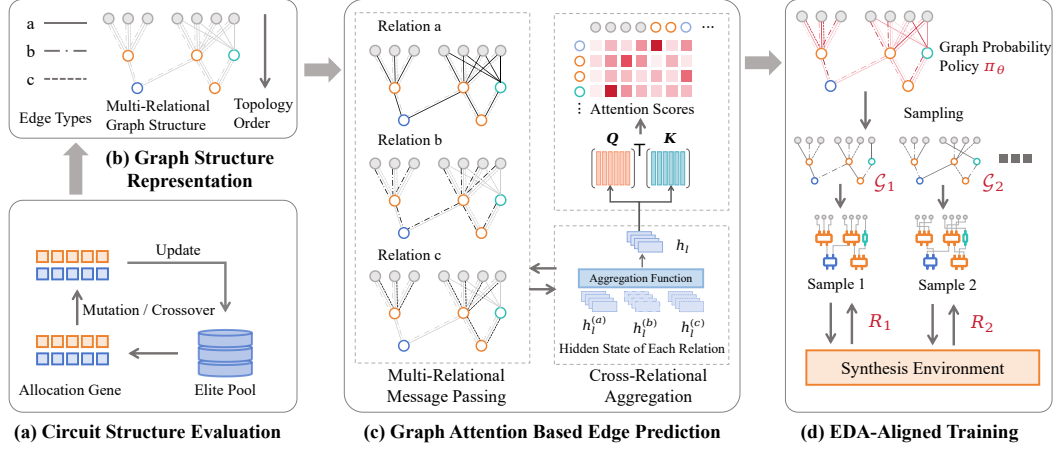 a
b
c
Edge Types
Multi-Relational
Graph Structure
Topology
Order
(b) Graph Structure
Representation
Update
Mutation / Crossover
Allocation Gene
Elite Pool
(a) Circuit Structure Evaluation
Relation a
Relation b
Relation c
Multi-Relational
Message Passing
...
⋮
Attention Scores
Q
K
T
h_l
Aggregation Function
h_l^(a)
h_l^(b)
h_l^(c)
Hidden State of Each Relation
Cross-Relational
Aggregation
(c) Graph Attention Based Edge Prediction
Graph Probability
Policy π_θ
Sampling
𝒢_1
𝒢_2
Sample 1
Sample 2
R_1
R_2
Synthesis Environment
(d) EDA-Aligned Training